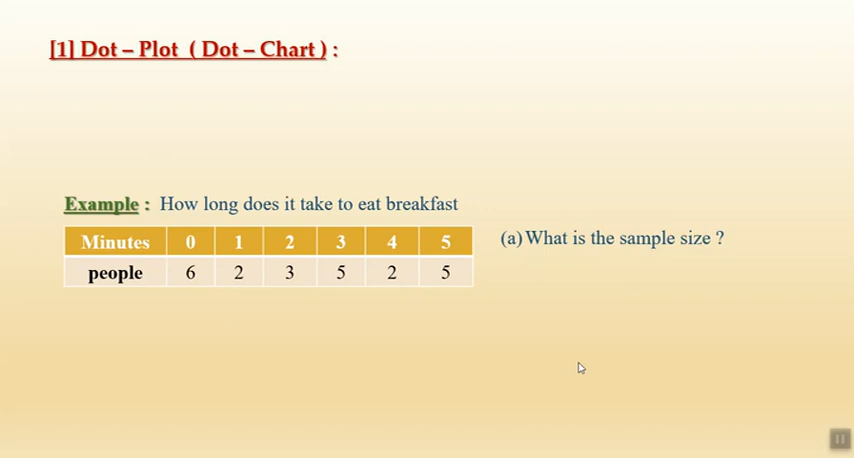 [1] Dot – Plot ( Dot – Chart ) :
Example : How long does it take to eat breakfast
Minutes 0 1 2 3 4 5
people 6 2 3 5 2 5
(a) What is the sample size ?